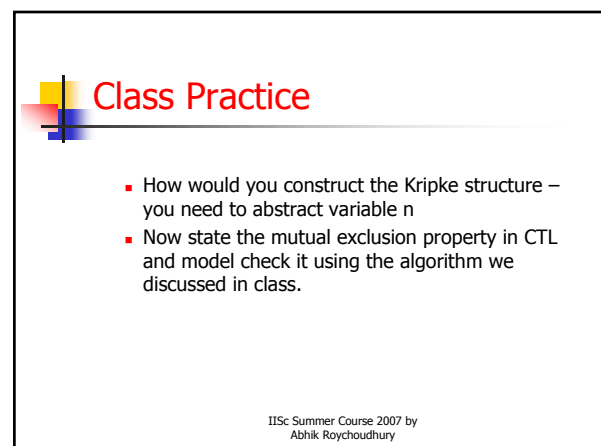 Class Practice
▪ How would you construct the Kripke structure –
you need to abstract variable n
▪ Now state the mutual exclusion property in CTL
and model check it using the algorithm we
discussed in class.
IISc Summer Course 2007 by
Abhik Roychoudhury